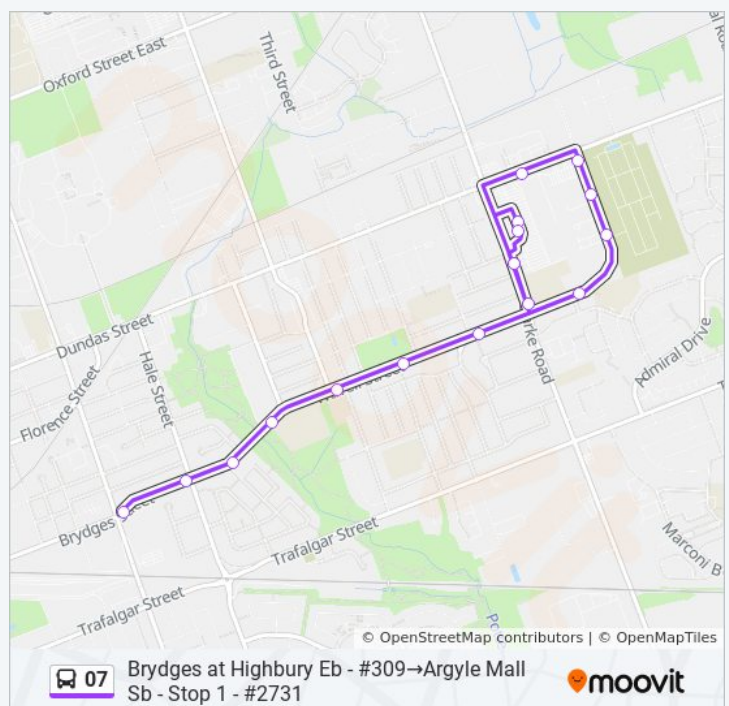 Oxford Street East
Third Street
Dundas Street
Hale Street
Florence Street
rke Road
Admiral Drive
Brydges
Trafalgar Street
Trafalgar Street
Marconi B
© OpenStreetMap contributors | © OpenMapTiles
07
Brydges at Highbury Eb - #309→Argyle Mall
Sb - Stop 1 - #2731
moovit